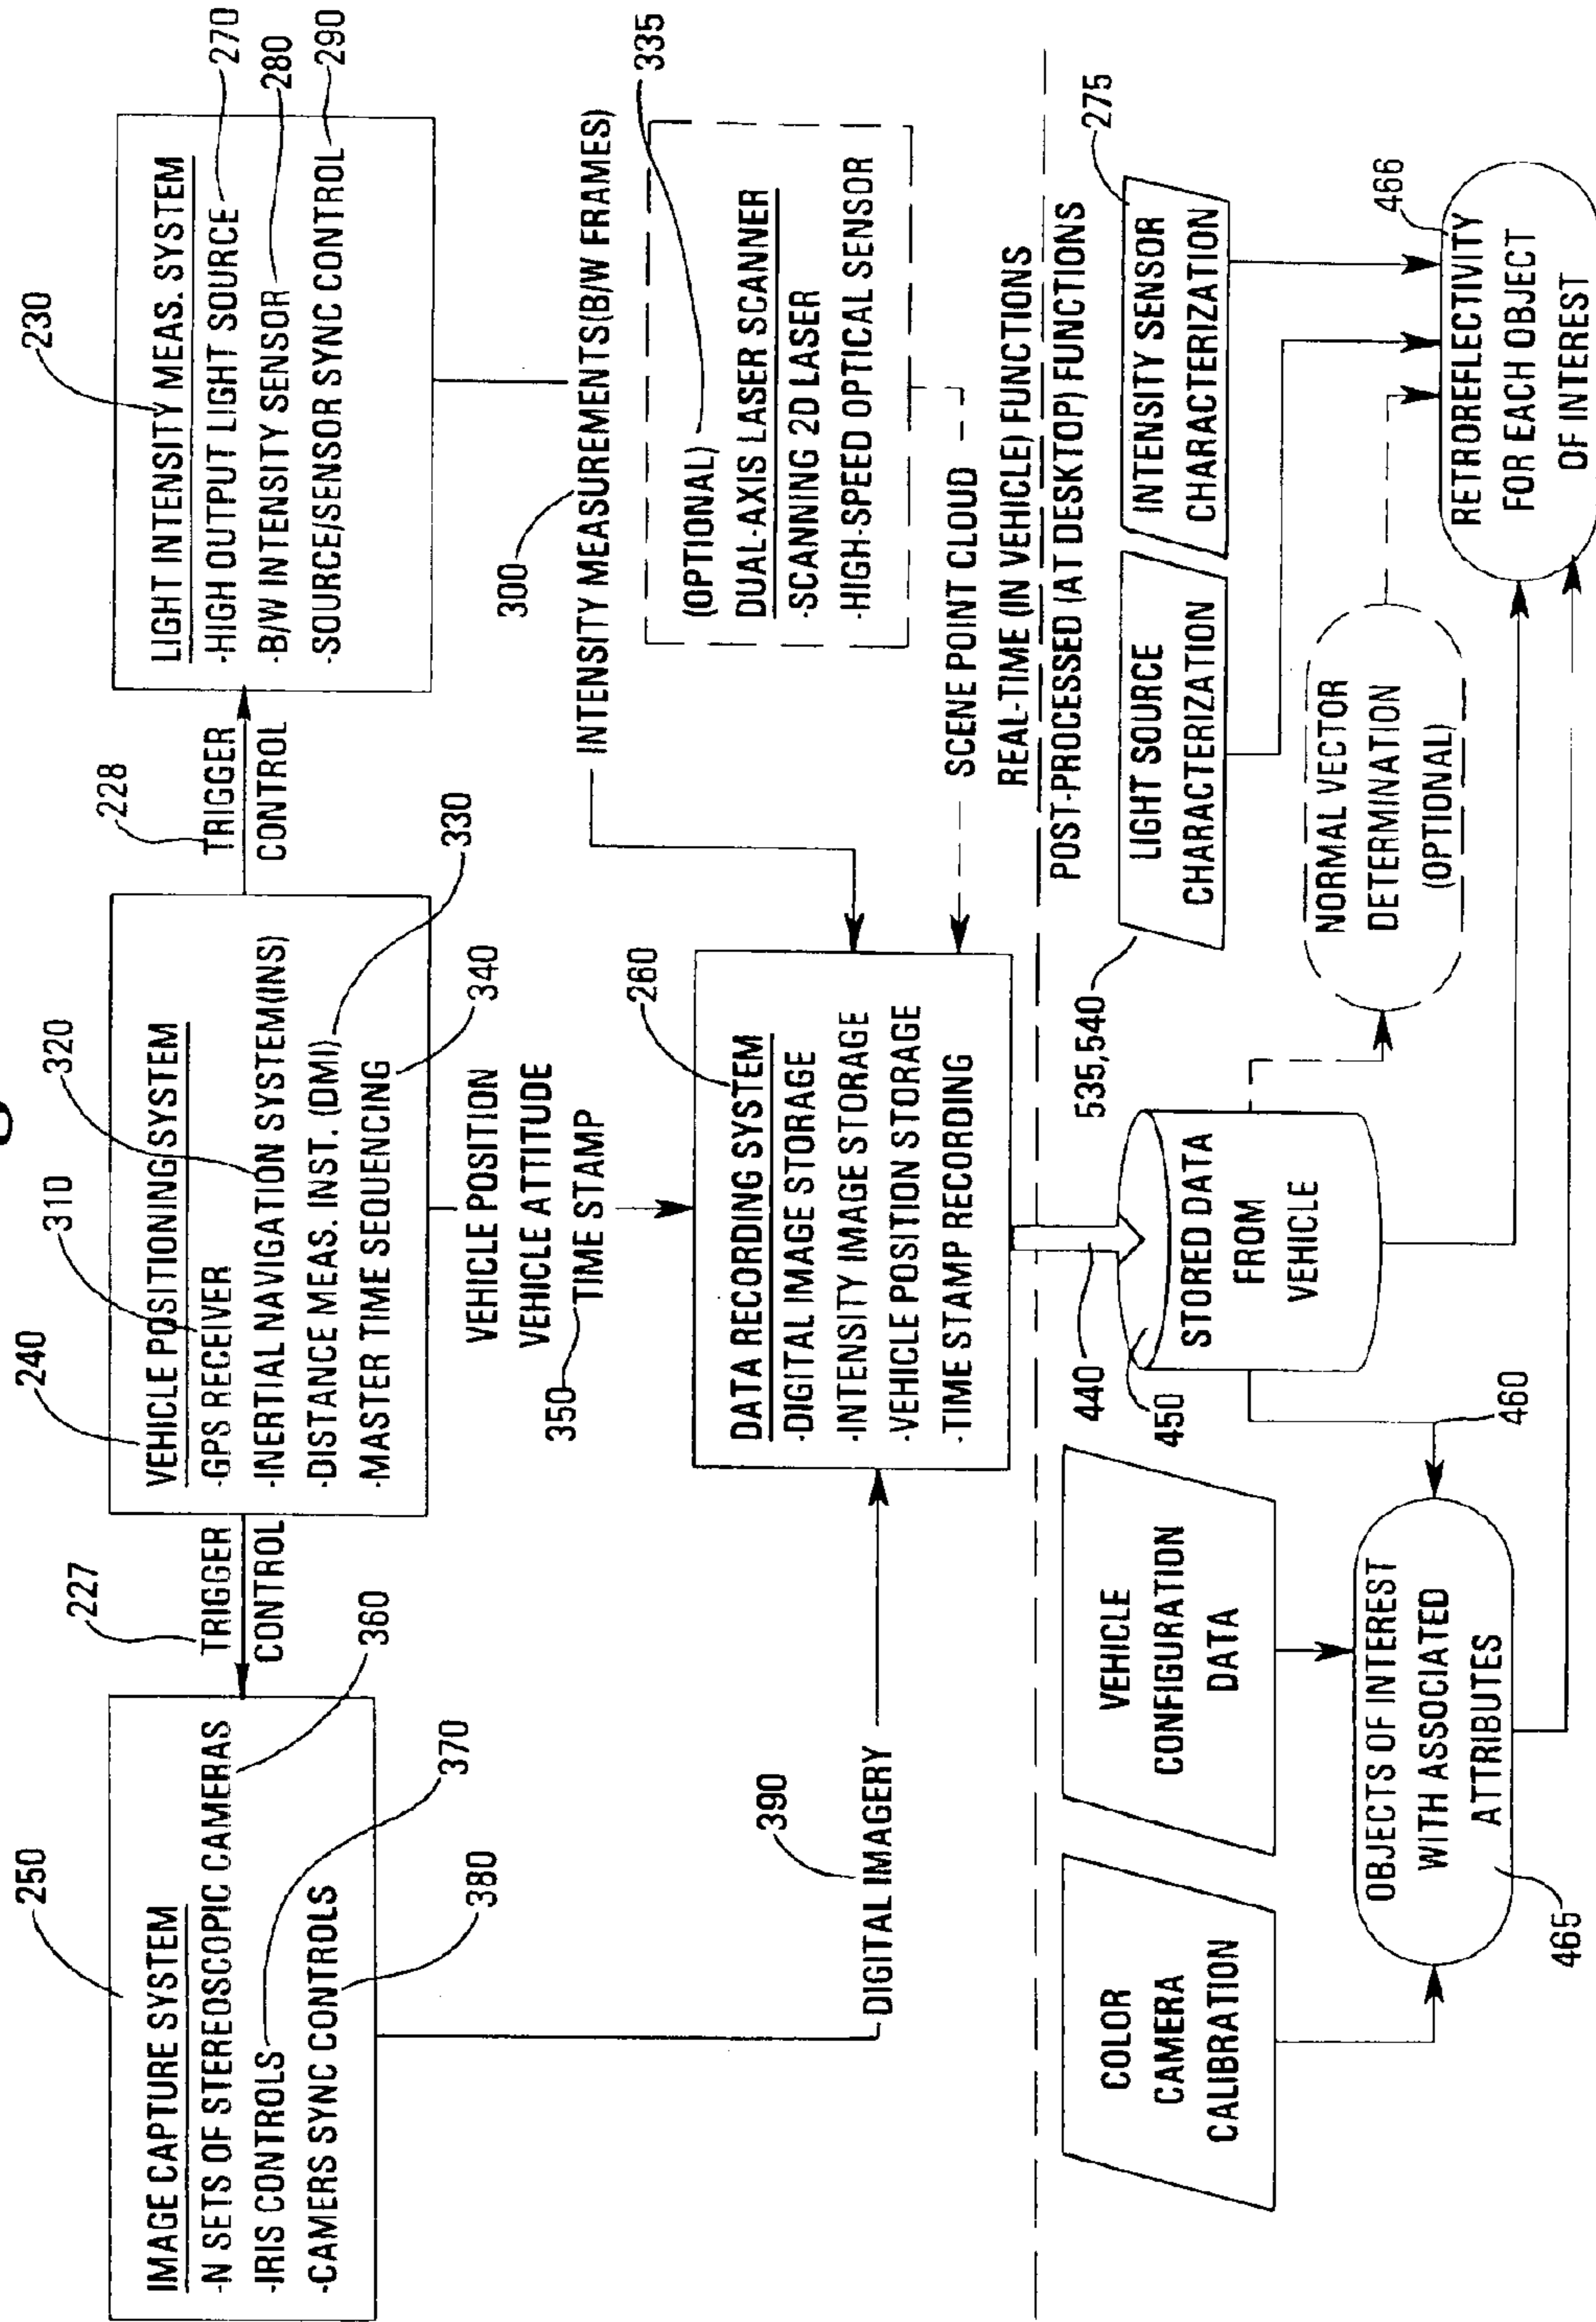 250
IMAGE CAPTURE SYSTEM
-N SETS OF STEREOSCOPIC CAMERAS
360
-IRIS CONTROLS
370
-CAMERS SYNC CONTROLS
380
227
TRIGGER
CONTROL
240
310
320
VEHICLE POSITIONING SYSTEM
-GPS RECEIVER
-INERTIAL NAVIGATION SYSTEM(INS)
-DISTANCE MEAS. INST. (DMI)
330
-MASTER TIME SEQUENCING
340
228
TRIGGER
CONTROL
230
LIGHT INTENSITY MEAS. SYSTEM
-HIGH OUTPUT LIGHT SOURCE
270
-B/W INTENSITY SENSOR
280
-SOURCE/SENSOR SYNC CONTROL
290
VEHICLE POSITION
VEHICLE ATTITUDE
350
TIME STAMP
300
INTENSITY MEASUREMENTS(B/W FRAMES)
335
(OPTIONAL)
DUAL-AXIS LASER SCANNER
-SCANNING 2D LASER
-HIGH-SPEED OPTICAL SENSOR
SCENE POINT CLOUD
260
DATA RECORDING SYSTEM
-DIGITAL IMAGE STORAGE
-INTENSITY IMAGE STORAGE
-VEHICLE POSITION STORAGE
-TIME STAMP RECORDING
390
DIGITAL IMAGERY
REAL-TIME (IN VEHICLE) FUNCTIONS
POST-PROCESSED (AT DESKTOP) FUNCTIONS
COLOR
CAMERA
CALIBRATION
VEHICLE
CONFIGURATION
DATA
440
450
STORED DATA
FROM
VEHICLE
460
535,540
LIGHT SOURCE
CHARACTERIZATION
275
INTENSITY SENSOR
CHARACTERIZATION
NORMAL VECTOR
DETERMINATION
(OPTIONAL)
OBJECTS OF INTEREST
WITH ASSOCIATED
ATTRIBUTES
465
466
RETROREFLECTIVITY
FOR EACH OBJECT
OF INTEREST